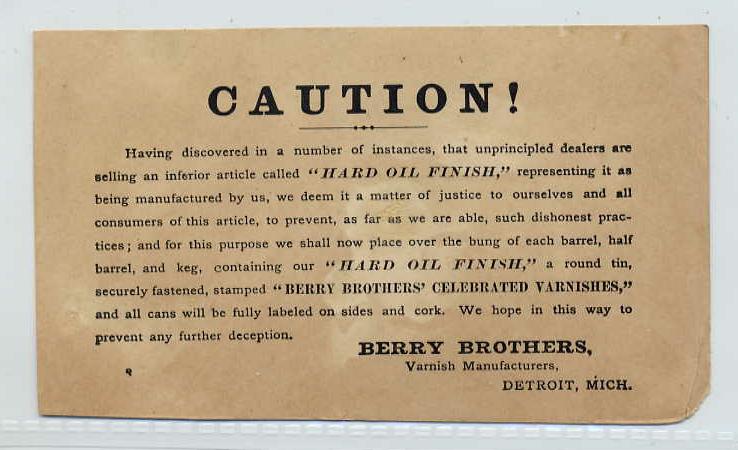 CAUTION!
Having discovered in a number of instances, that unprincipled dealers are
selling an inferior article called "HARD OIL FINISH," representing it as
being manufactured by us, we deem it a matter of justice to ourselves and all
consumers of this article, to prevent, as far as we are able, such dishonest prac-
tices; and for this purpose we shall now place over the bung of each barrel, half
barrel, and keg, containing our "HARD OIL FINISH," a round tin,
securely fastened, stamped "BERRY BROTHERS' CELEBRATED VARNISHES,"
and all cans will be fully labeled on sides and cork. We hope in this way to
prevent any further deception.
BERRY BROTHERS,
Varnish Manufacturers,
DETROIT, MICH.